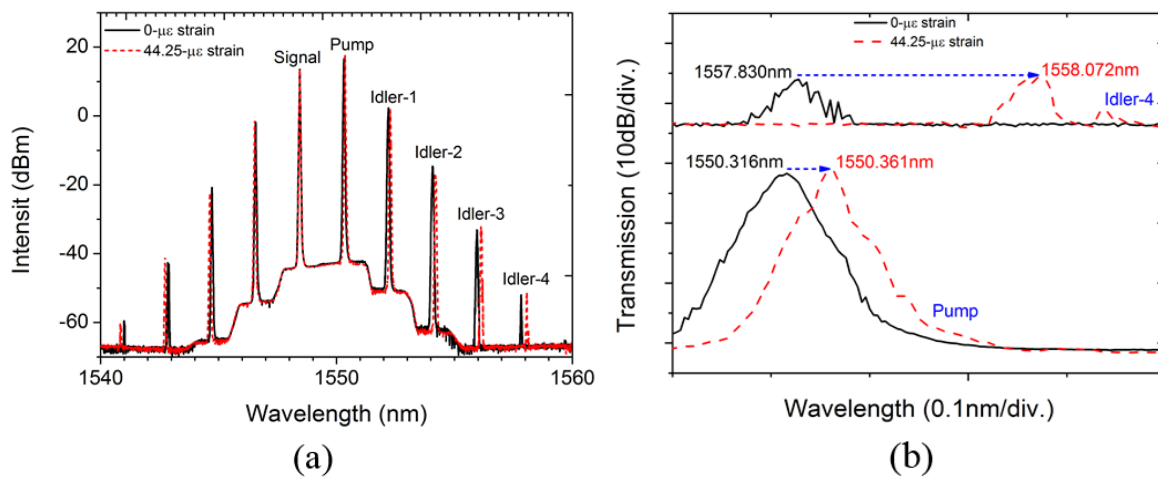 0-με strain
44.25-με strain
Signal
Pump
Idler-1
Idler-2
Idler-3
Idler-4
20
0
-20
-40
-60
Intensit (dBm)
1540
1550
1560
Wavelength (nm)
(a)
0-με strain
44.25-με strain
1557.830nm
1558.072nm
Idler-4
1550.316nm
1550.361nm
Pump
Transmission (10dB/div.)
Wavelength (0.1nm/div.)
(b)